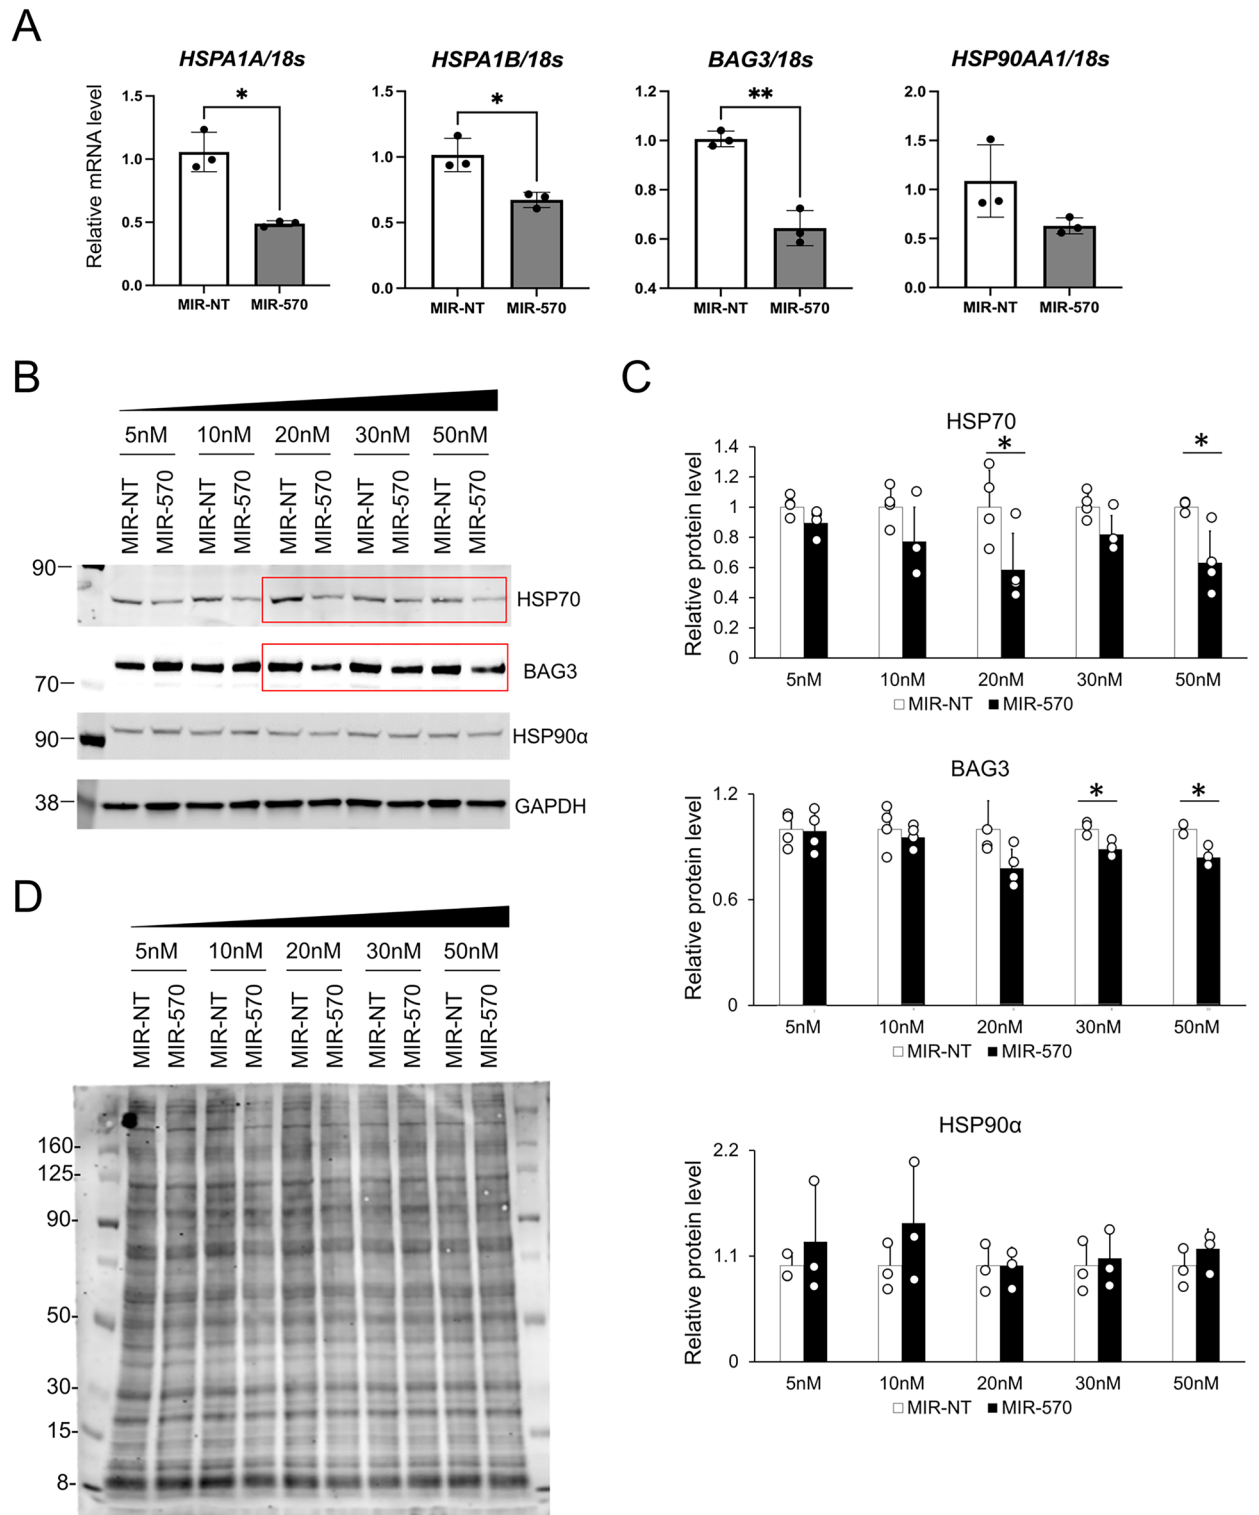 A
HSPA1A/18s
HSPA1B/18s
BAG3/18s
HSP90AA1/18s
Relative mRNA level
1.5
1.0
0.5
0.0
*
MIR-NT
MIR-570
1.5
1.0
0.5
0.0
*
MIR-NT
MIR-570
1.2
1.0
0.8
0.6
0.4
**
MIR-NT
MIR-570
2.0
1.5
1.0
0.5
0.0
MIR-NT
MIR-570
B
5nM 10nM 20nM 30nM 50nM
MIR-NT
MIR-570
MIR-NT
MIR-570
MIR-NT
MIR-570
MIR-NT
MIR-570
MIR-NT
MIR-570
90
HSP70
BAG3
70
90
HSP90α
38
GAPDH
C
HSP70
Relative protein level
1.4
1.2
1
0.8
0.6
0.4
0.2
0
*
*
5nM 10nM 20nM 30nM 50nM
MIR-NT MIR-570
BAG3
Relative protein level
1.2
0.6
0
*
*
5nM 10nM 20nM 30nM 50nM
MIR-NT MIR-570
HSP90α
Relative protein level
2.2
1.1
0
5nM 10nM 20nM 30nM 50nM
MIR-NT MIR-570
D
5nM 10nM 20nM 30nM 50nM
MIR-NT
MIR-570
MIR-NT
MIR-570
MIR-NT
MIR-570
MIR-NT
MIR-570
MIR-NT
MIR-570
160-
125-
90-
50-
30-
15-
8-